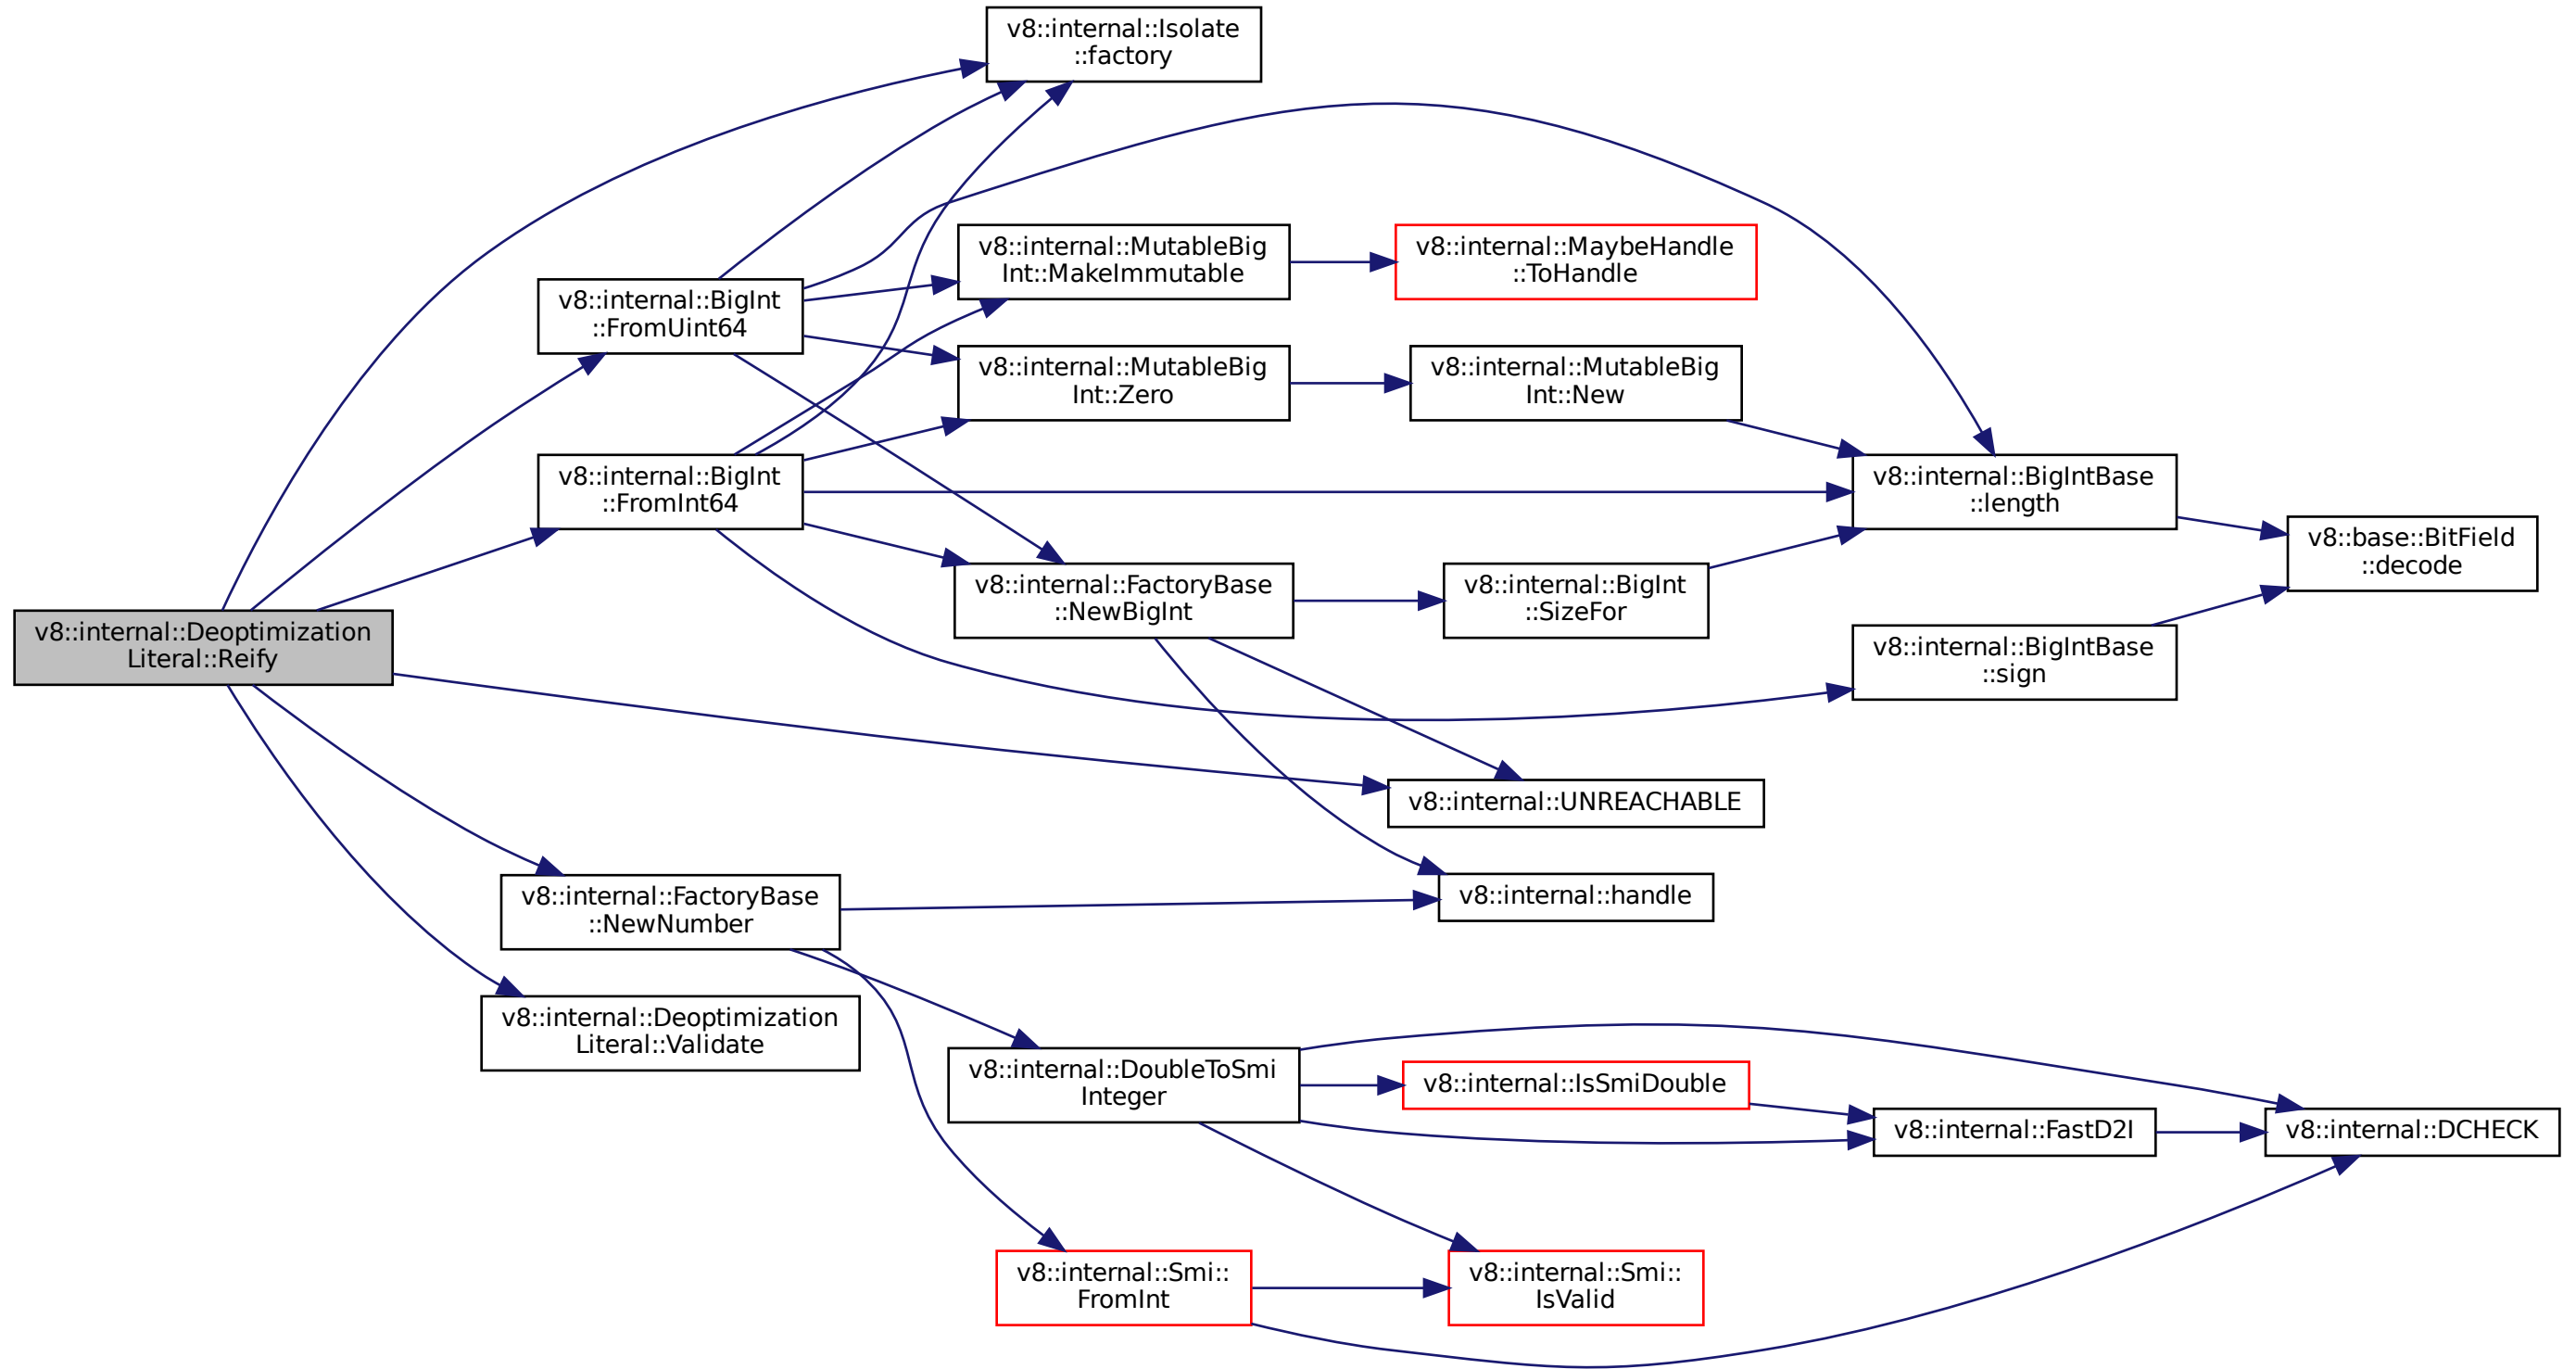 v8::internal::Isolate
::factory
v8::internal::MutableBig
Int::MakeImmutable
v8::internal::MaybeHandle
::ToHandle
v8::internal::BigInt
::FromUint64
v8::internal::MutableBig
Int::Zero
v8::internal::MutableBig
Int::New
v8::internal::BigInt
::FromInt64
v8::internal::BigIntBase
::length
v8::base::BitField
::decode
v8::internal::FactoryBase
::NewBigInt
v8::internal::BigInt
::SizeFor
v8::internal::Deoptimization
Literal::Reify
v8::internal::BigIntBase
::sign
v8::internal::UNREACHABLE
v8::internal::FactoryBase
::NewNumber
v8::internal::handle
v8::internal::Deoptimization
Literal::Validate
v8::internal::DoubleToSmi
Integer
v8::internal::IsSmiDouble
v8::internal::FastD2I
v8::internal::DCHECK
v8::internal::Smi::
FromInt
v8::internal::Smi::
IsValid